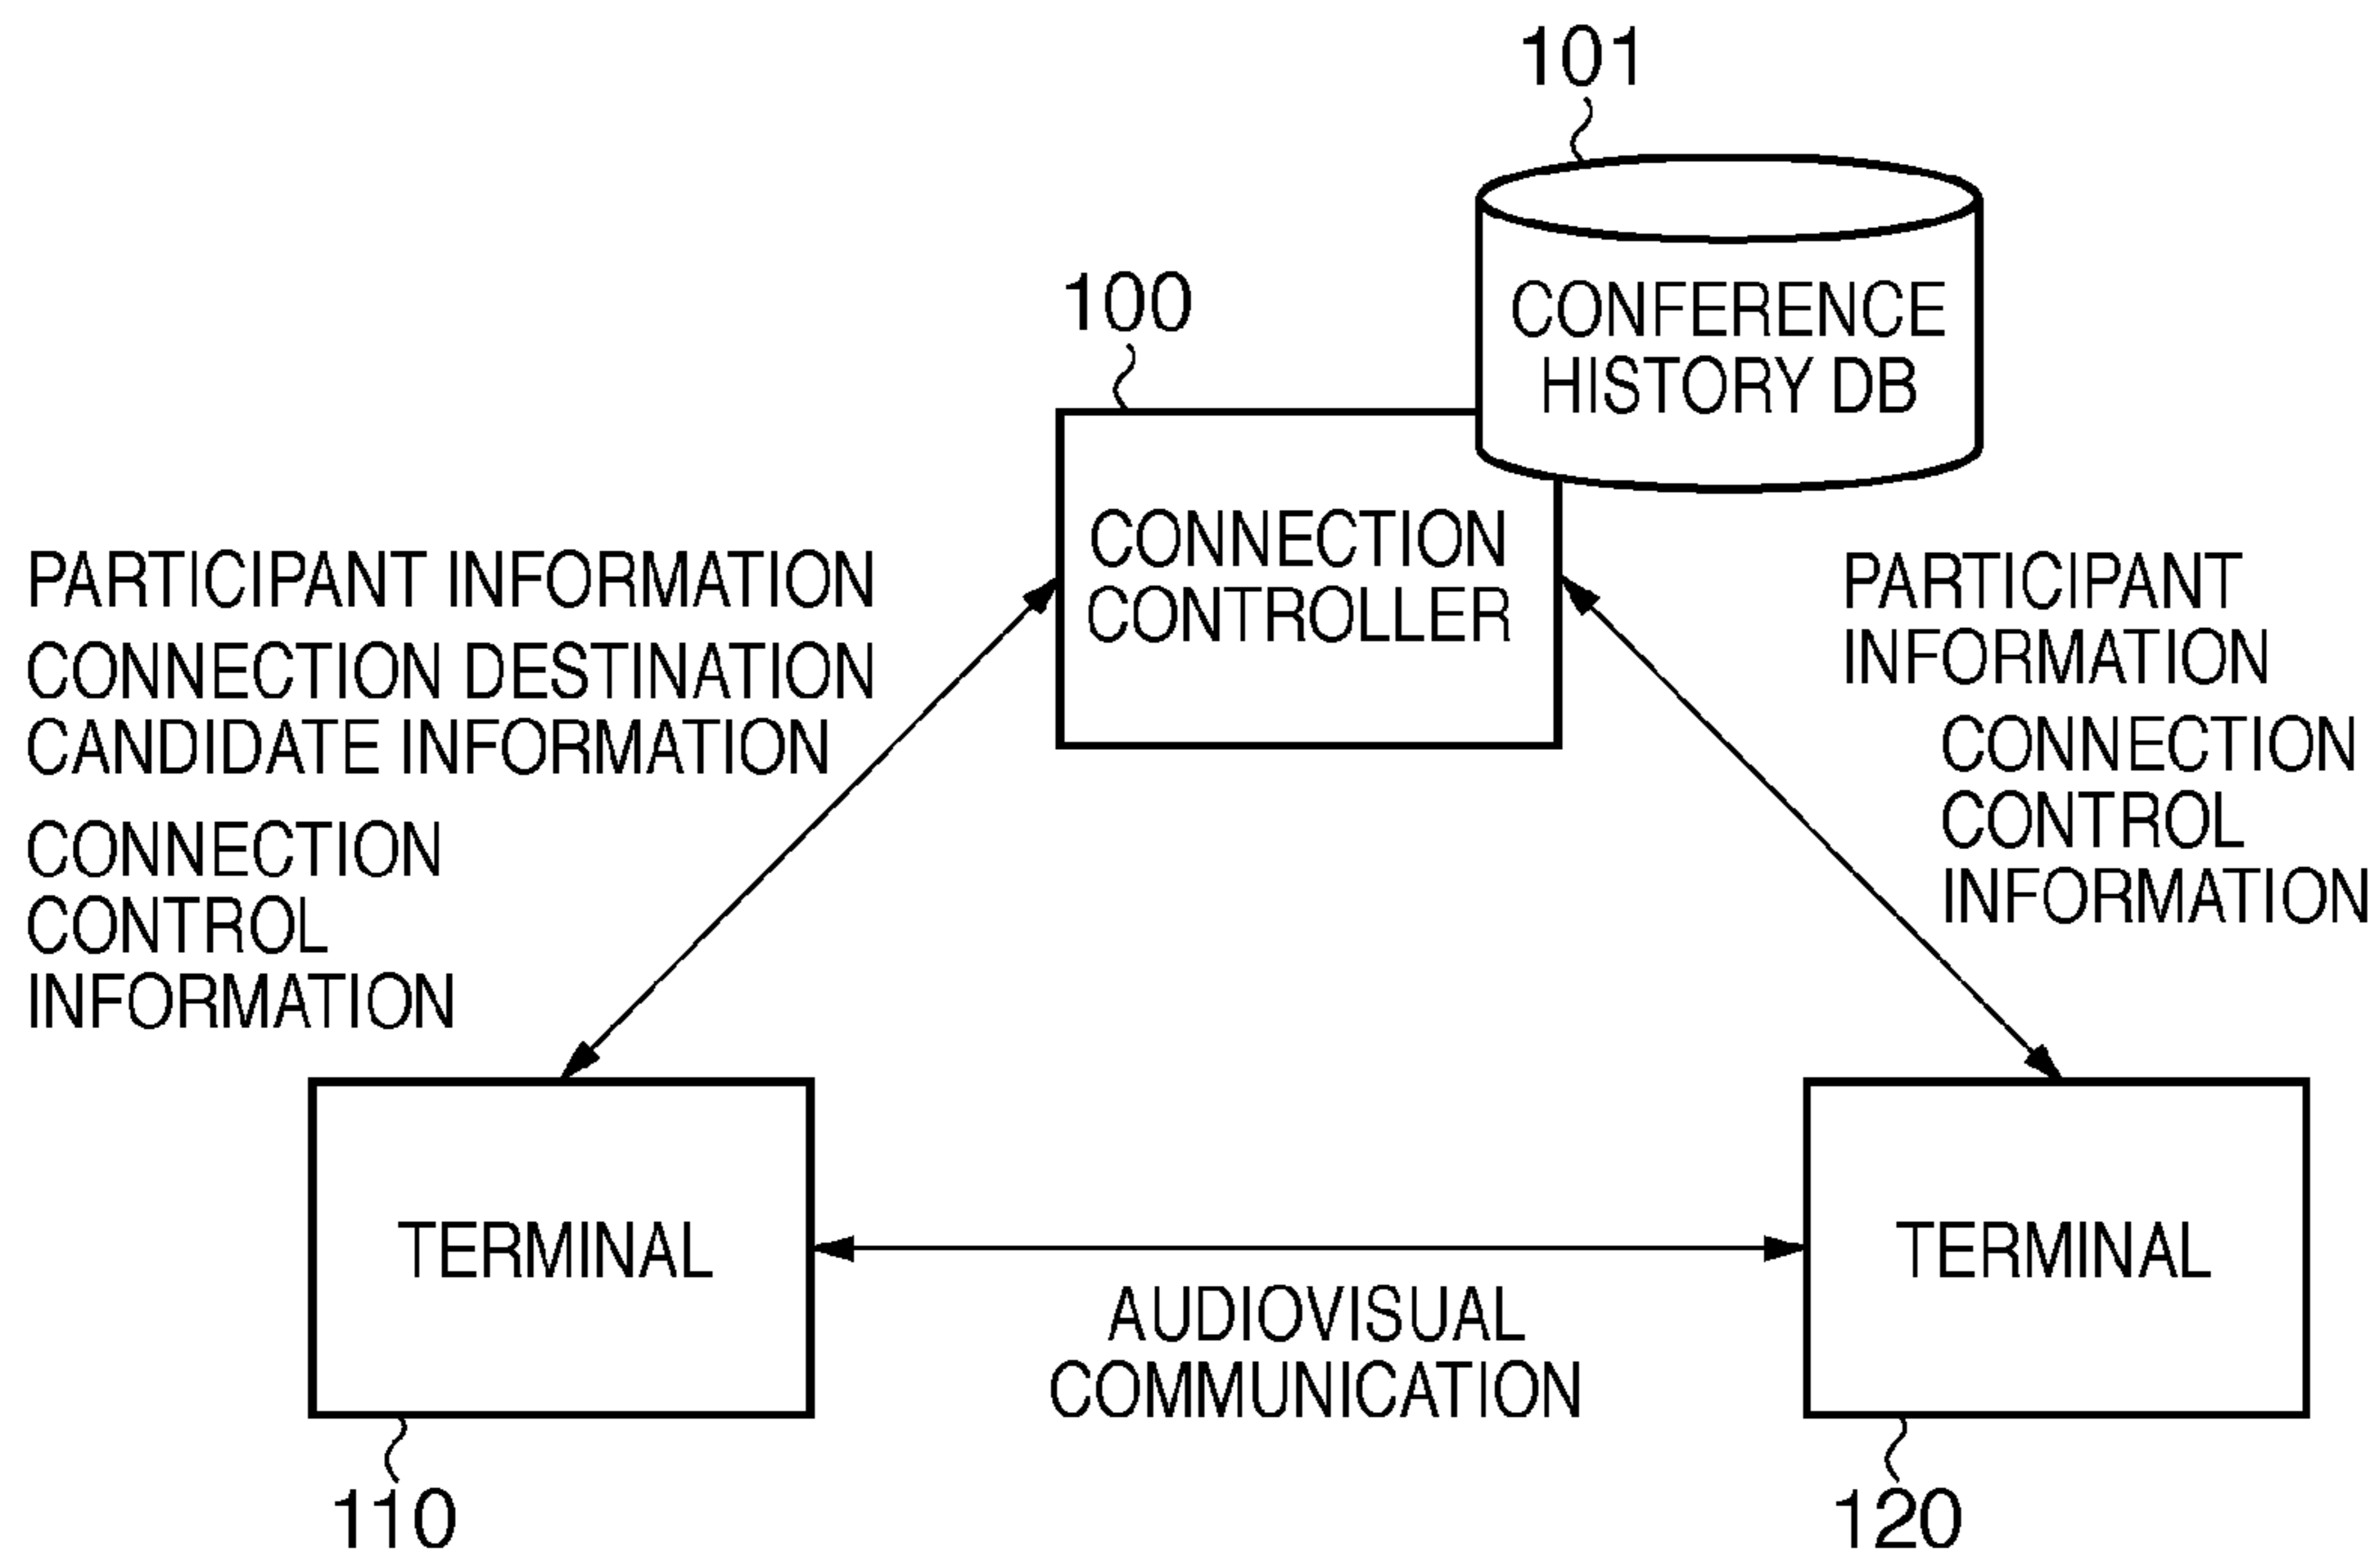 101
CONFERENCE
HISTORY DB
100
CONNECTION
CONTROLLER
PARTICIPANT INFORMATION
CONNECTION DESTINATION
CANDIDATE INFORMATION
CONNECTION
CONTROL
INFORMATION
PARTICIPANT
INFORMATION
CONNECTION
CONTROL
INFORMATION
TERMINAL
TERMINAL
AUDIOVISUAL
COMMUNICATION
110
120